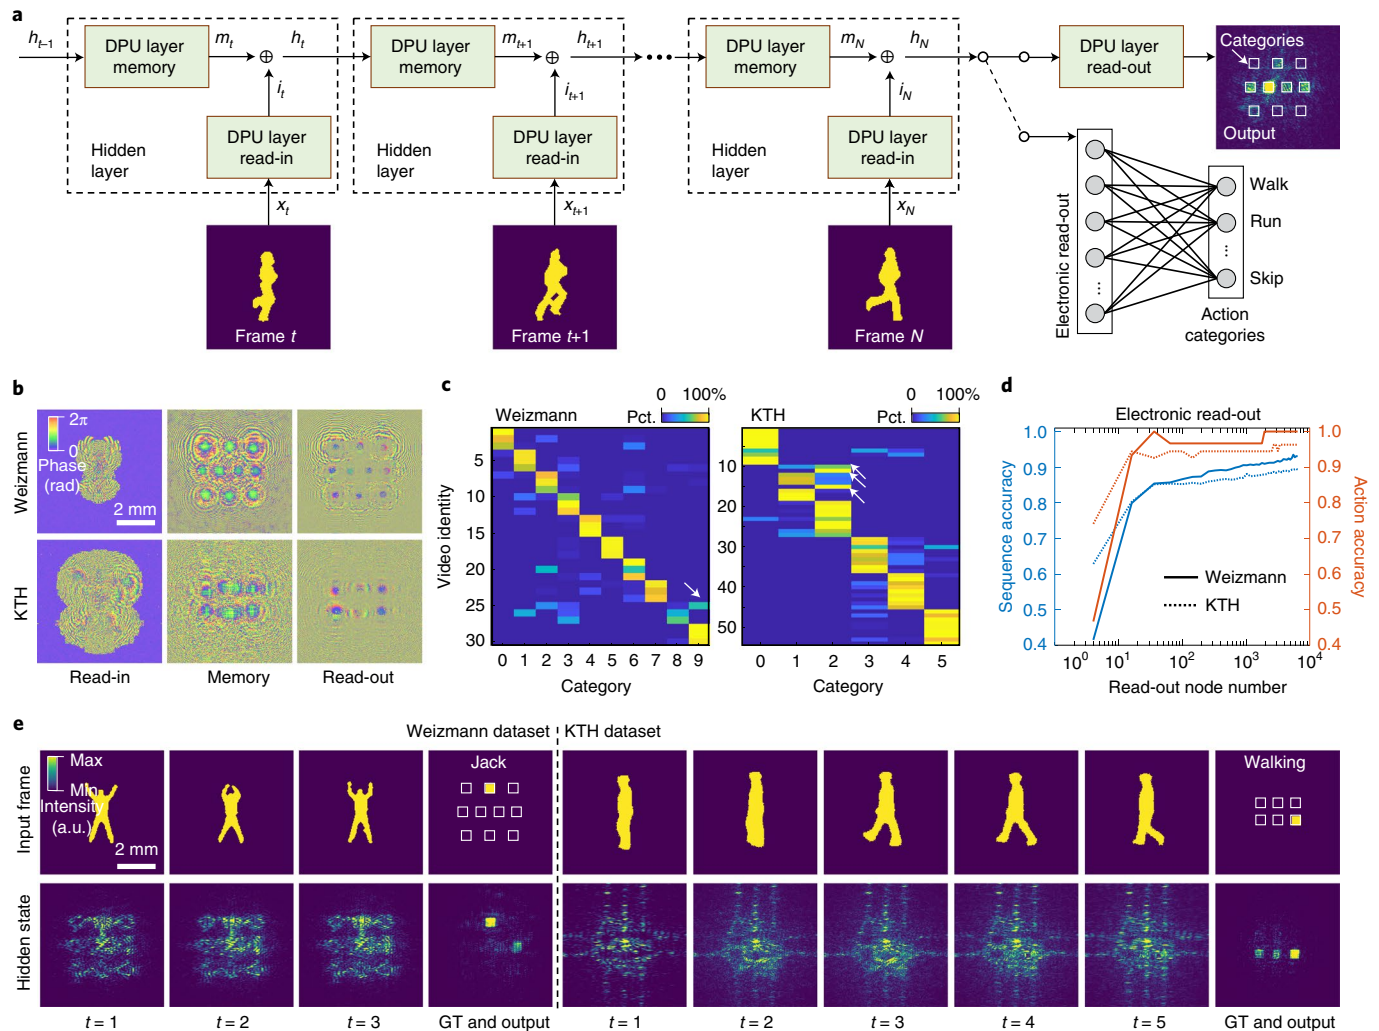 a
h_{t–1}
DPU layer memory
m_t
⊕
h_t
DPU layer memory
m_{t+1}
⊕
h_{t+1}
•••
DPU layer memory
m_N
⊕
h_N
DPU layer read-out
Categories
Output
i_t
i_{t+1}
i_N
Hidden layer
DPU layer read-in
Hidden layer
DPU layer read-in
Hidden layer
DPU layer read-in
x_t
x_{t+1}
x_N
Frame t
Frame t+1
Frame N
Electronic read-out
...
Walk
Run
...
Skip
Action categories
b
Weizmann
KTH
2π
0
Phase (rad)
2 mm
Read-in
Memory
Read-out
c
0 100%
Pct.
Weizmann
Video identity
5
10
15
20
25
30
0 1 2 3 4 5 6 7 8 9
Category
0 100%
Pct.
KTH
10
20
30
40
50
0 1 2 3 4 5
Category
d
Electronic read-out
Sequence accuracy
1.0
0.9
0.8
0.7
0.6
0.5
0.4
Action accuracy
1.0
0.9
0.8
0.7
0.6
0.5
0.4
Weizmann
KTH
10^0 10^1 10^2 10^3 10^4
Read-out node number
e
Weizmann dataset
KTH dataset
Input frame
Max
Min
Intensity (a.u.)
2 mm
Jack
Walking
Hidden state
t = 1
t = 2
t = 3
GT and output
t = 1
t = 2
t = 3
t = 4
t = 5
GT and output